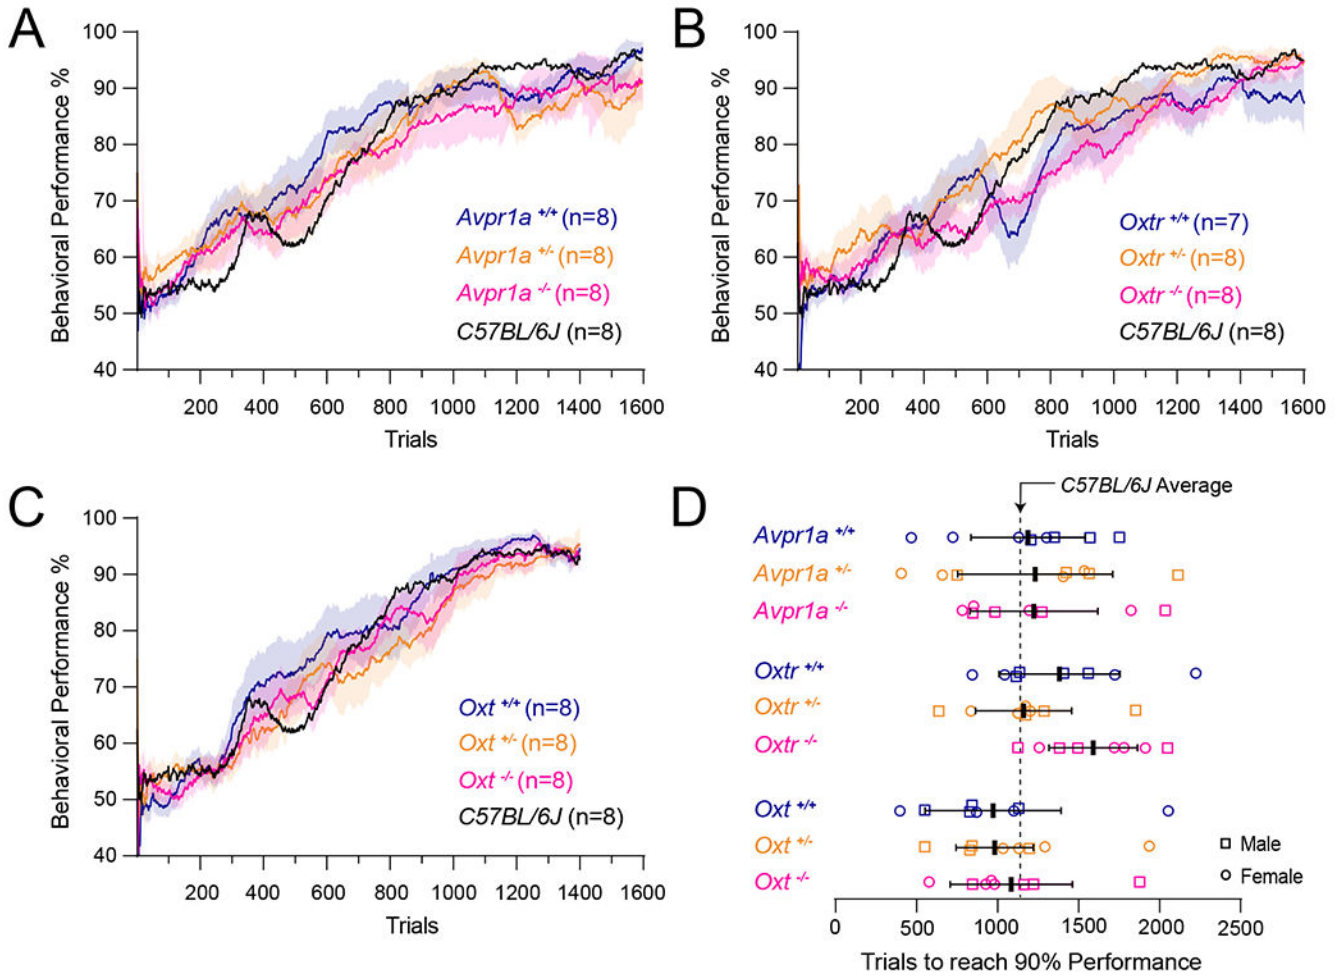 A
100
90
80
70
60
50
40
Behavioral Performance %
Avpr1a +/+ (n=8)
Avpr1a +/- (n=8)
Avpr1a -/- (n=8)
C57BL/6J (n=8)
200 400 600 800 1000 1200 1400 1600
Trials
B
100
90
80
70
60
50
40
Behavioral Performance %
Oxtr +/+ (n=7)
Oxtr +/- (n=8)
Oxtr -/- (n=8)
C57BL/6J (n=8)
200 400 600 800 1000 1200 1400 1600
Trials
C
100
90
80
70
60
50
40
Behavioral Performance %
Oxt +/+ (n=8)
Oxt +/- (n=8)
Oxt -/- (n=8)
C57BL/6J (n=8)
200 400 600 800 1000 1200 1400 1600
Trials
D
C57BL/6J Average
Avpr1a +/+
Avpr1a +/-
Avpr1a -/-
Oxtr +/+
Oxtr +/-
Oxtr -/-
Oxt +/+
Oxt +/-
Oxt -/-
Male
Female
0 500 1000 1500 2000 2500
Trials to reach 90% Performance